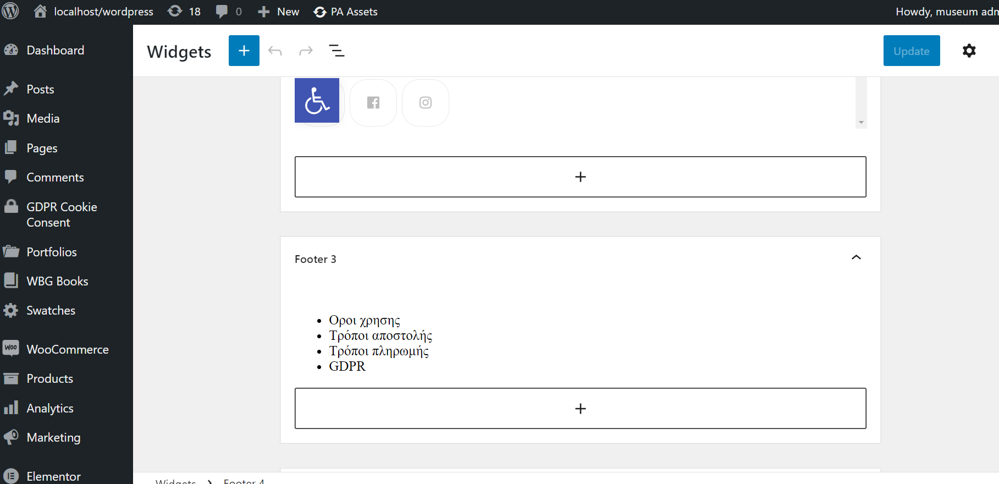 localhost/wordpress 18 0 New PA Assets Howdy, museum adm
Dashboard
Posts
Media
Pages
Comments
GDPR Cookie
Consent
Portfolios
WBG Books
Swatches
WooCommerce
Products
Analytics
Marketing
Elementor
Widgets
Update
Footer 3
Οροι χρησης
Τρόποι αποστολής
Τρόποι πληρωμής
GDPR
Widgets Footer 4